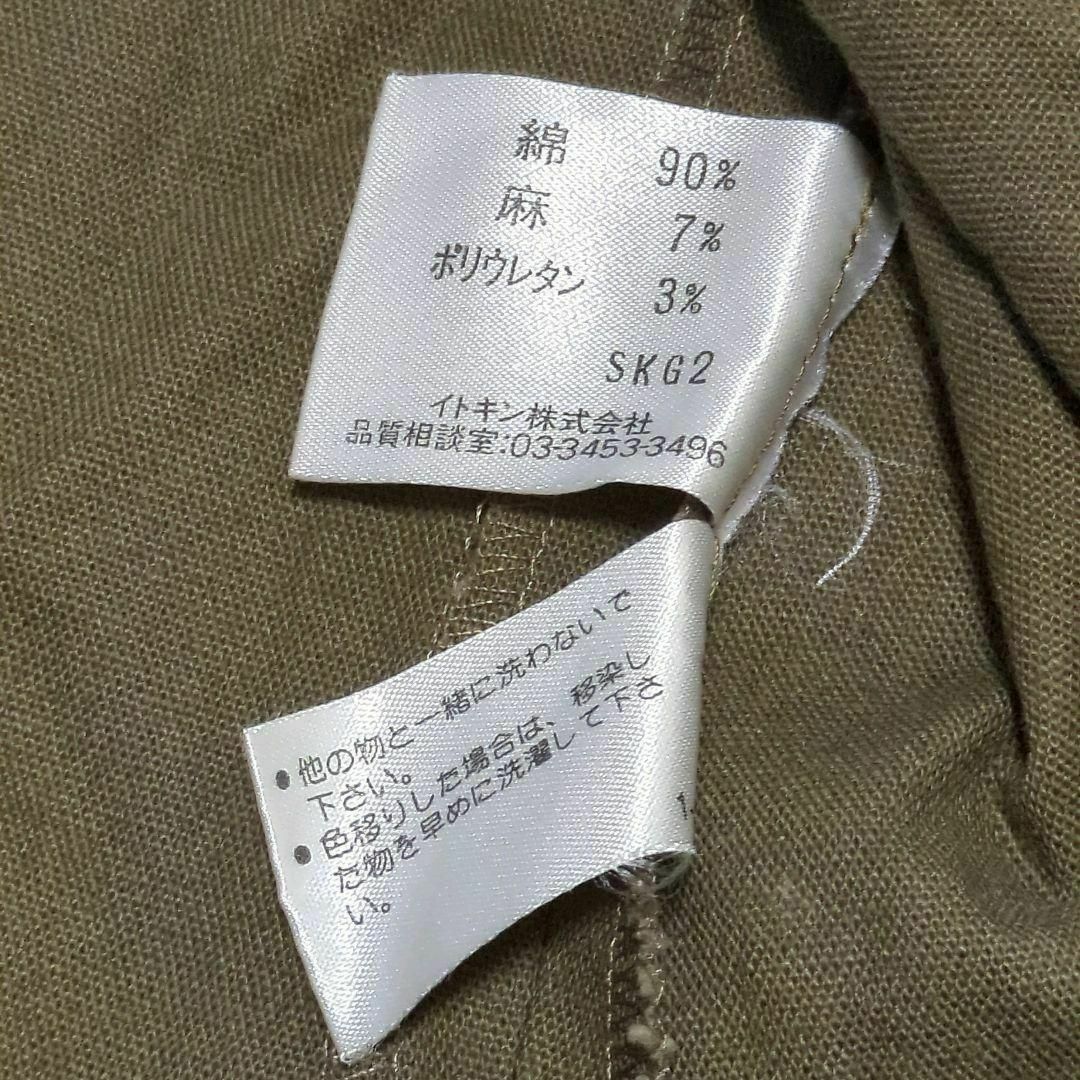 綿 90%
麻 7%
ポリウレタン 3%
SKG2
イトキン株式会社
品質相談室:03-3453-3496
●他の物と一緒に洗わないで
下さい。
●色移りした場合は、移染し
た物を早めに洗濯して下さ
い。